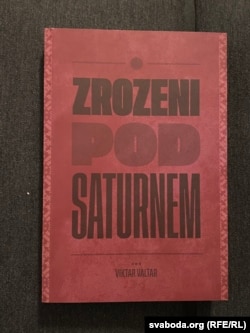 ZROZENI
POD
SATURNEM
VIKTAR VALTAR
svaboda.org (RFE/RL)